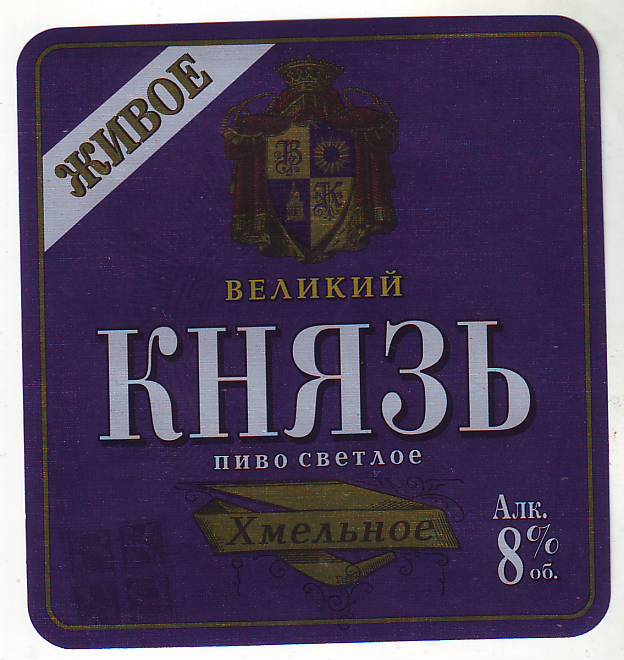 ЖИВОЕ
В
К
ВЕЛИКИЙ
КНЯЗЬ
ПИВО СВЕТЛОЕ
Хмельное
Алк.
8%
об.